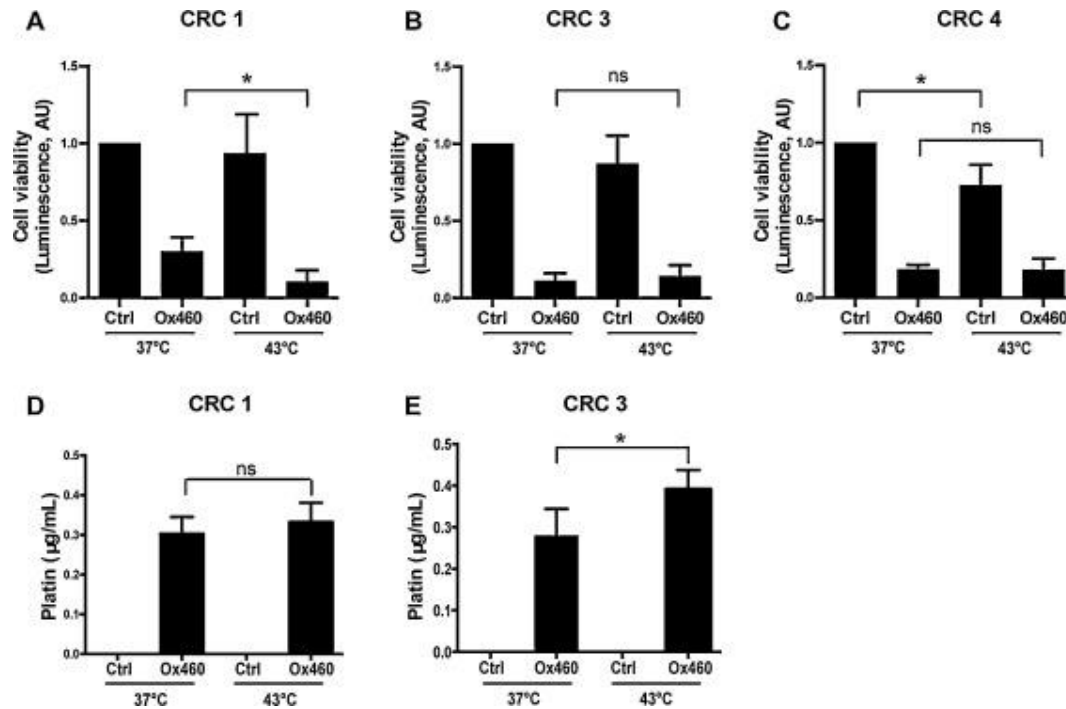 A
CRC 1
Cell viability
(Luminescence, AU)
1.5
1.0
0.5
0.0
*
Ctrl Ox460 Ctrl Ox460
37°C 43°C
B
CRC 3
Cell viability
(Luminescence, AU)
1.5
1.0
0.5
0.0
ns
Ctrl Ox460 Ctrl Ox460
37°C 43°C
C
CRC 4
Cell viability
(Luminescence, AU)
1.5
1.0
0.5
0.0
*
ns
Ctrl Ox460 Ctrl Ox460
37°C 43°C
D
CRC 1
Platin (µg/mL)
0.5
0.4
0.3
0.2
0.1
0.0
ns
Ctrl Ox460 Ctrl Ox460
37°C 43°C
E
CRC 3
Platin (µg/mL)
0.5
0.4
0.3
0.2
0.1
0.0
*
Ctrl Ox460 Ctrl Ox460
37°C 43°C